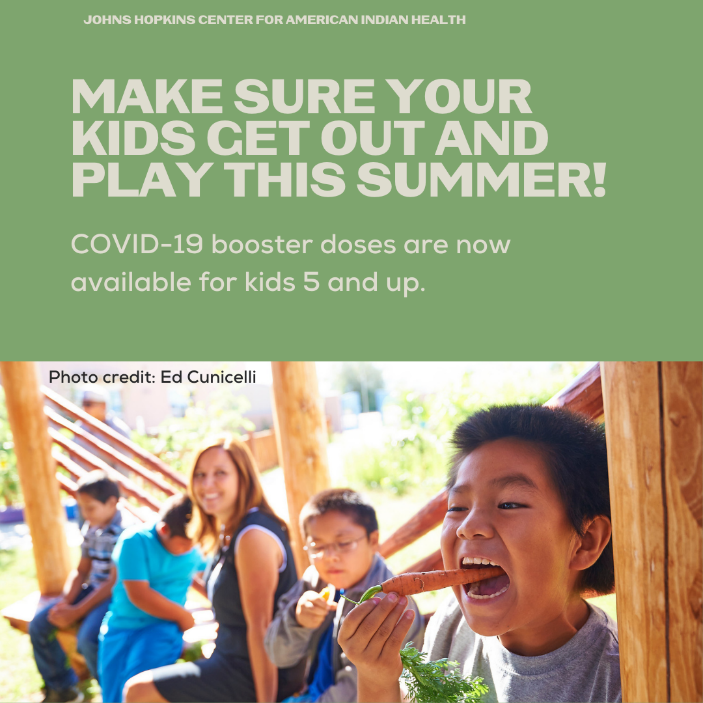 JOHNS HOPKINS CENTER FOR AMERICAN INDIAN HEALTH
MAKE SURE YOUR
KIDS GET OUT AND
PLAY THIS SUMMER!
COVID-19 booster doses are now
available for kids 5 and up.
Photo credit: Ed Cunicelli